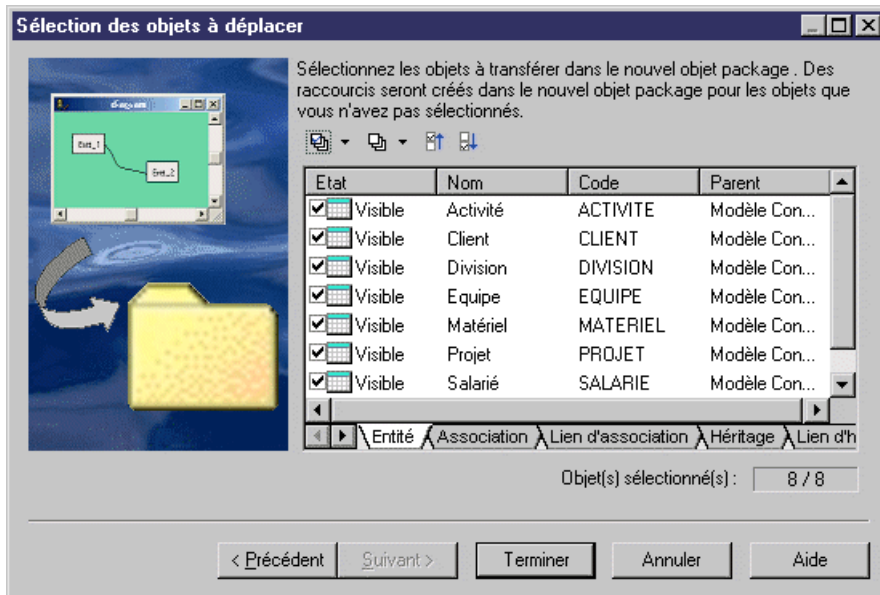 Sélection des objets à déplacer
Sélectionnez les objets à transférer dans le nouvel objet package . Des
raccourcis seront créés dans le nouvel objet package pour les objets que
vous n'avez pas sélectionnés.
diagram
Entt_1
Entt_2
Etat Nom Code Parent
Visible Activité ACTIVITE Modèle Con...
Visible Client CLIENT Modèle Con...
Visible Division DIVISION Modèle Con...
Visible Equipe EQUIPE Modèle Con...
Visible Matériel MATERIEL Modèle Con...
Visible Projet PROJET Modèle Con...
Visible Salarié SALARIE Modèle Con...
Entité Association Lien d'association Héritage Lien d'h
Objet(s) sélectionné(s) : 8 / 8
< Précédent Suivant > Terminer Annuler Aide